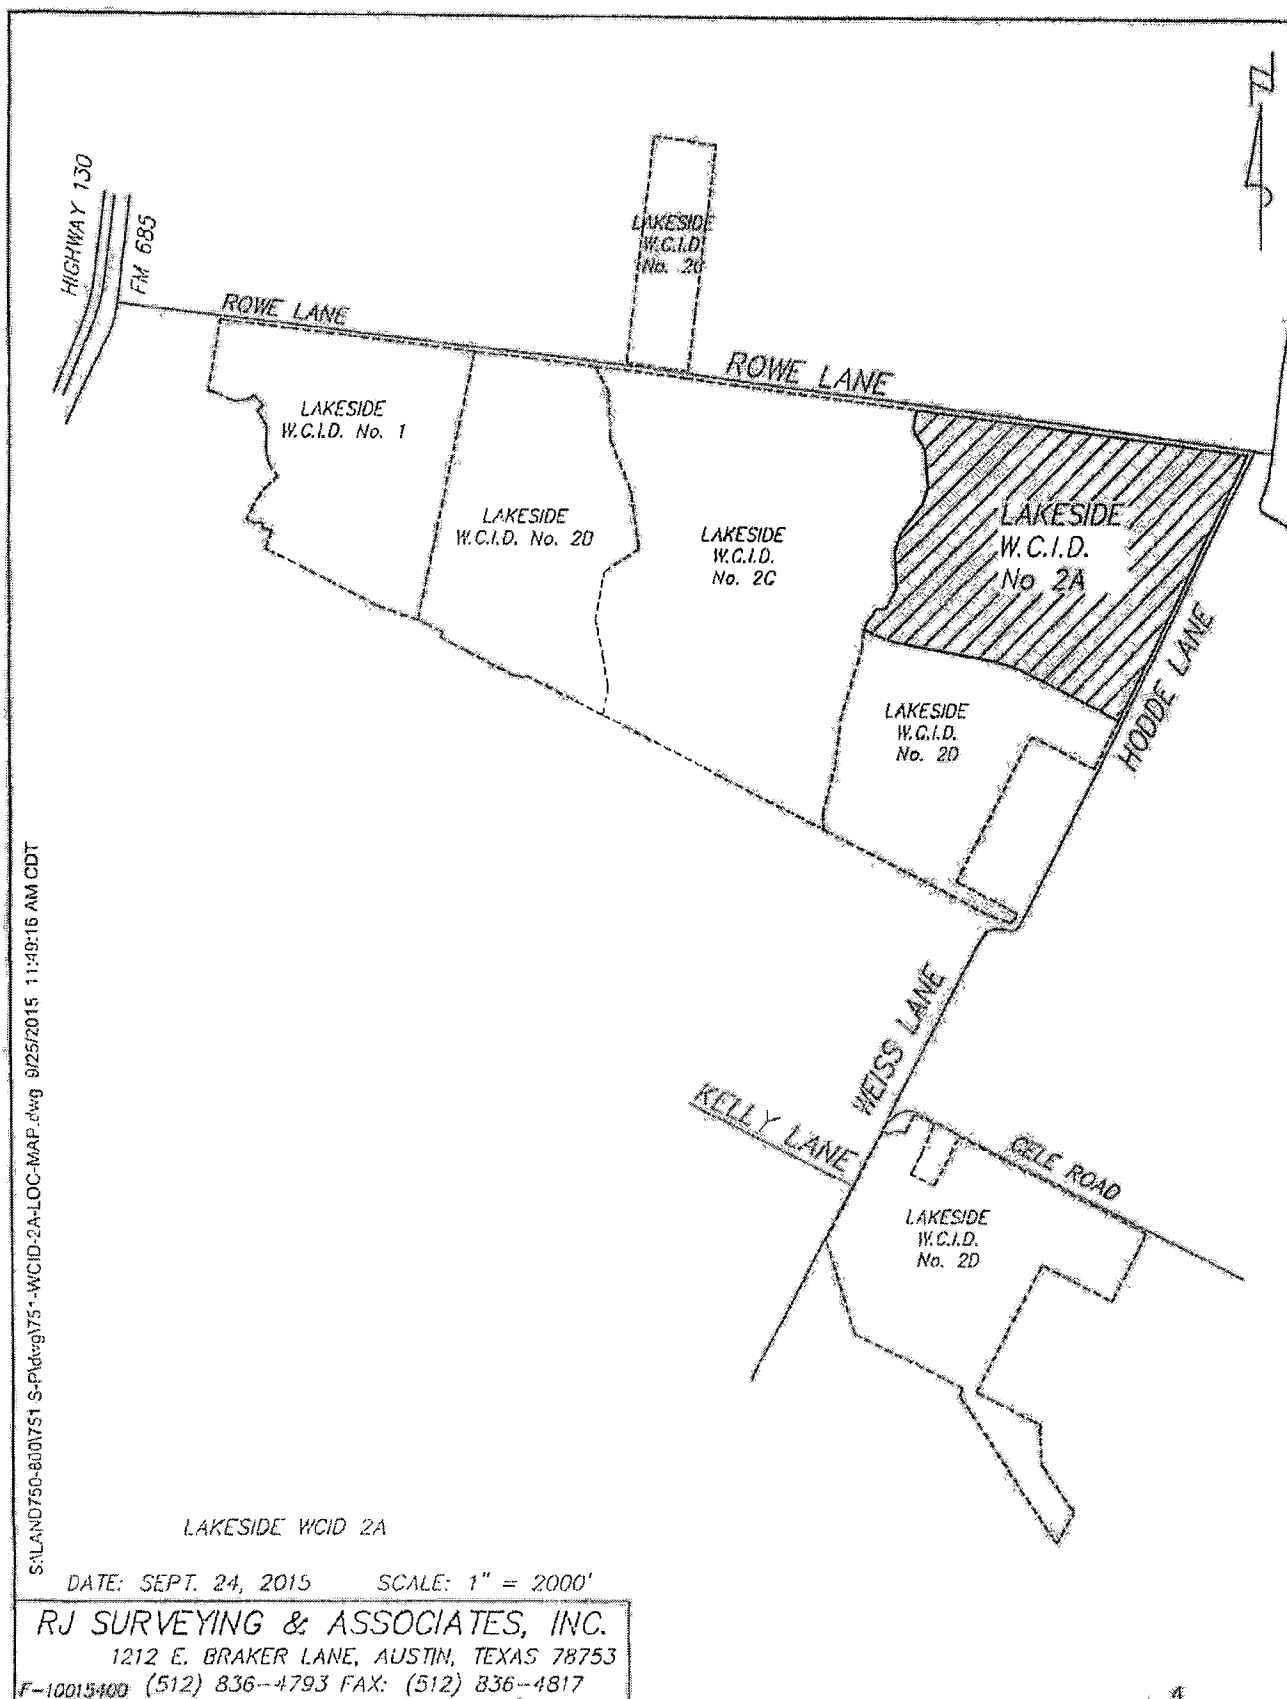 HIGHWAY 130
FM 685
LAKESIDE
W.C.I.D
No. 2C
ROWE LANE
ROWE LANE
LAKESIDE
W.C.I.D. No. 1
LAKESIDE
W.C.I.D. No. 2D
LAKESIDE
W.C.I.D.
No. 2C
LAKESIDE
W.C.I.D.
No. 2A
HODDE LANE
LAKESIDE
W.C.I.D.
No. 2D
WEISS LANE
KELLY LANE
CELE ROAD
LAKESIDE
W.C.I.D.
No. 2D
S:\LAND750-800\751 S-P\dwg\751-WCID-2A-LOC-MAP.dwg 9/25/2015 11:49:16 AM CDT
LAKESIDE WCID 2A
DATE: SEPT. 24, 2015 SCALE: 1" = 2000'
RJ SURVEYING & ASSOCIATES, INC.
1212 E. BRAKER LANE, AUSTIN, TEXAS 78753
F-10015400 (512) 836-4793 FAX: (512) 836-4817
4